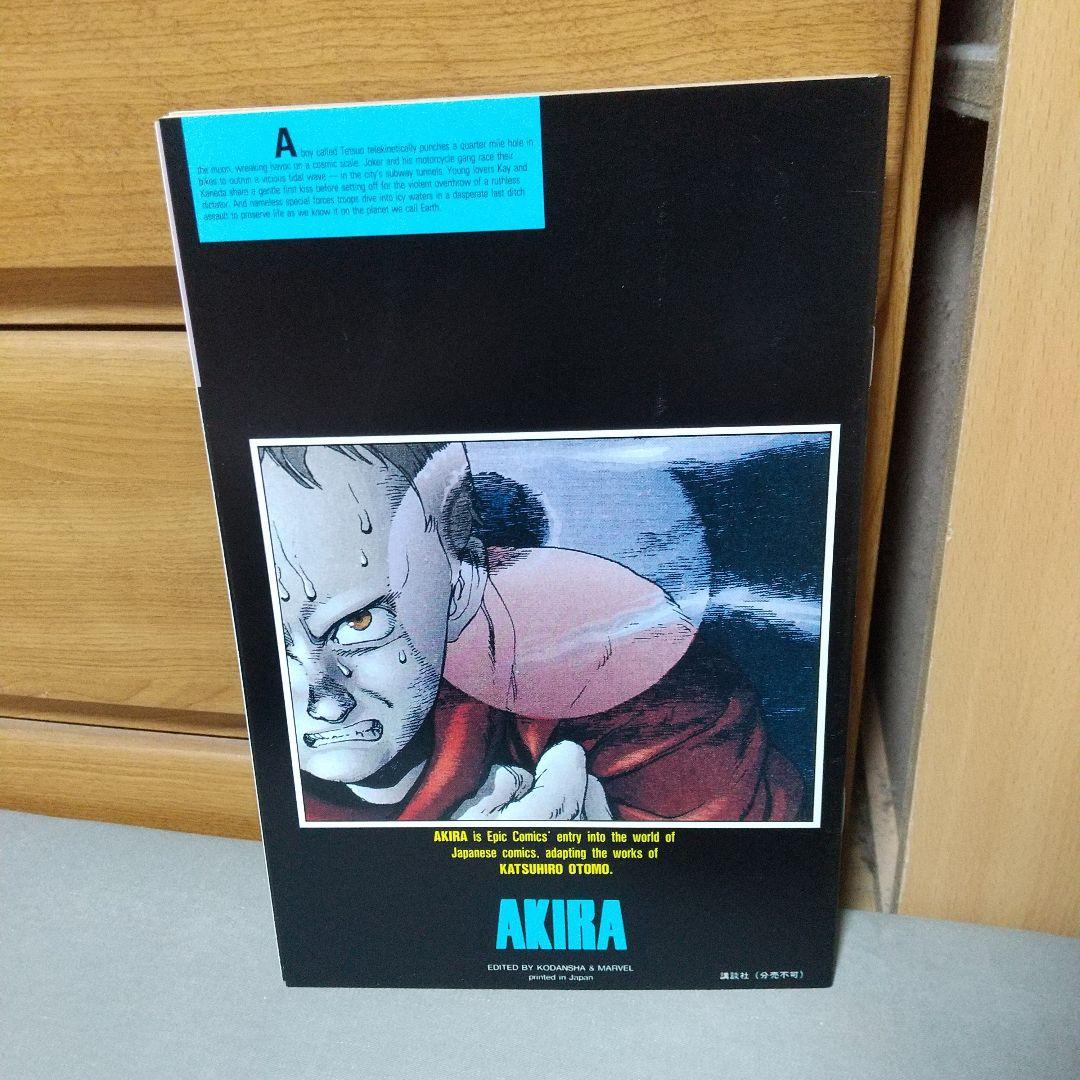 A boy called Tetsuo telekinetically punches a quarter mile hole in
the moon, wreaking havoc on a cosmic scale. Joker and his motorcycle gang race their
bikes to outrun a vicious tidal wave — in the city's subway tunnels. Young lovers Kay and
Kaneda share a gentle first kiss before setting off for the violent overthrow of a ruthless
dictator. And nameless special forces troops dive into icy waters in a desperate last ditch
assault to preserve life as we know it on the planet we call Earth.
AKIRA is Epic Comics' entry into the world of
Japanese comics. adapting the works of
KATSUHIRO OTOMO.
AKIRA
EDITED BY KODANSHA & MARVEL
printed in Japan
講談社（分売不可）